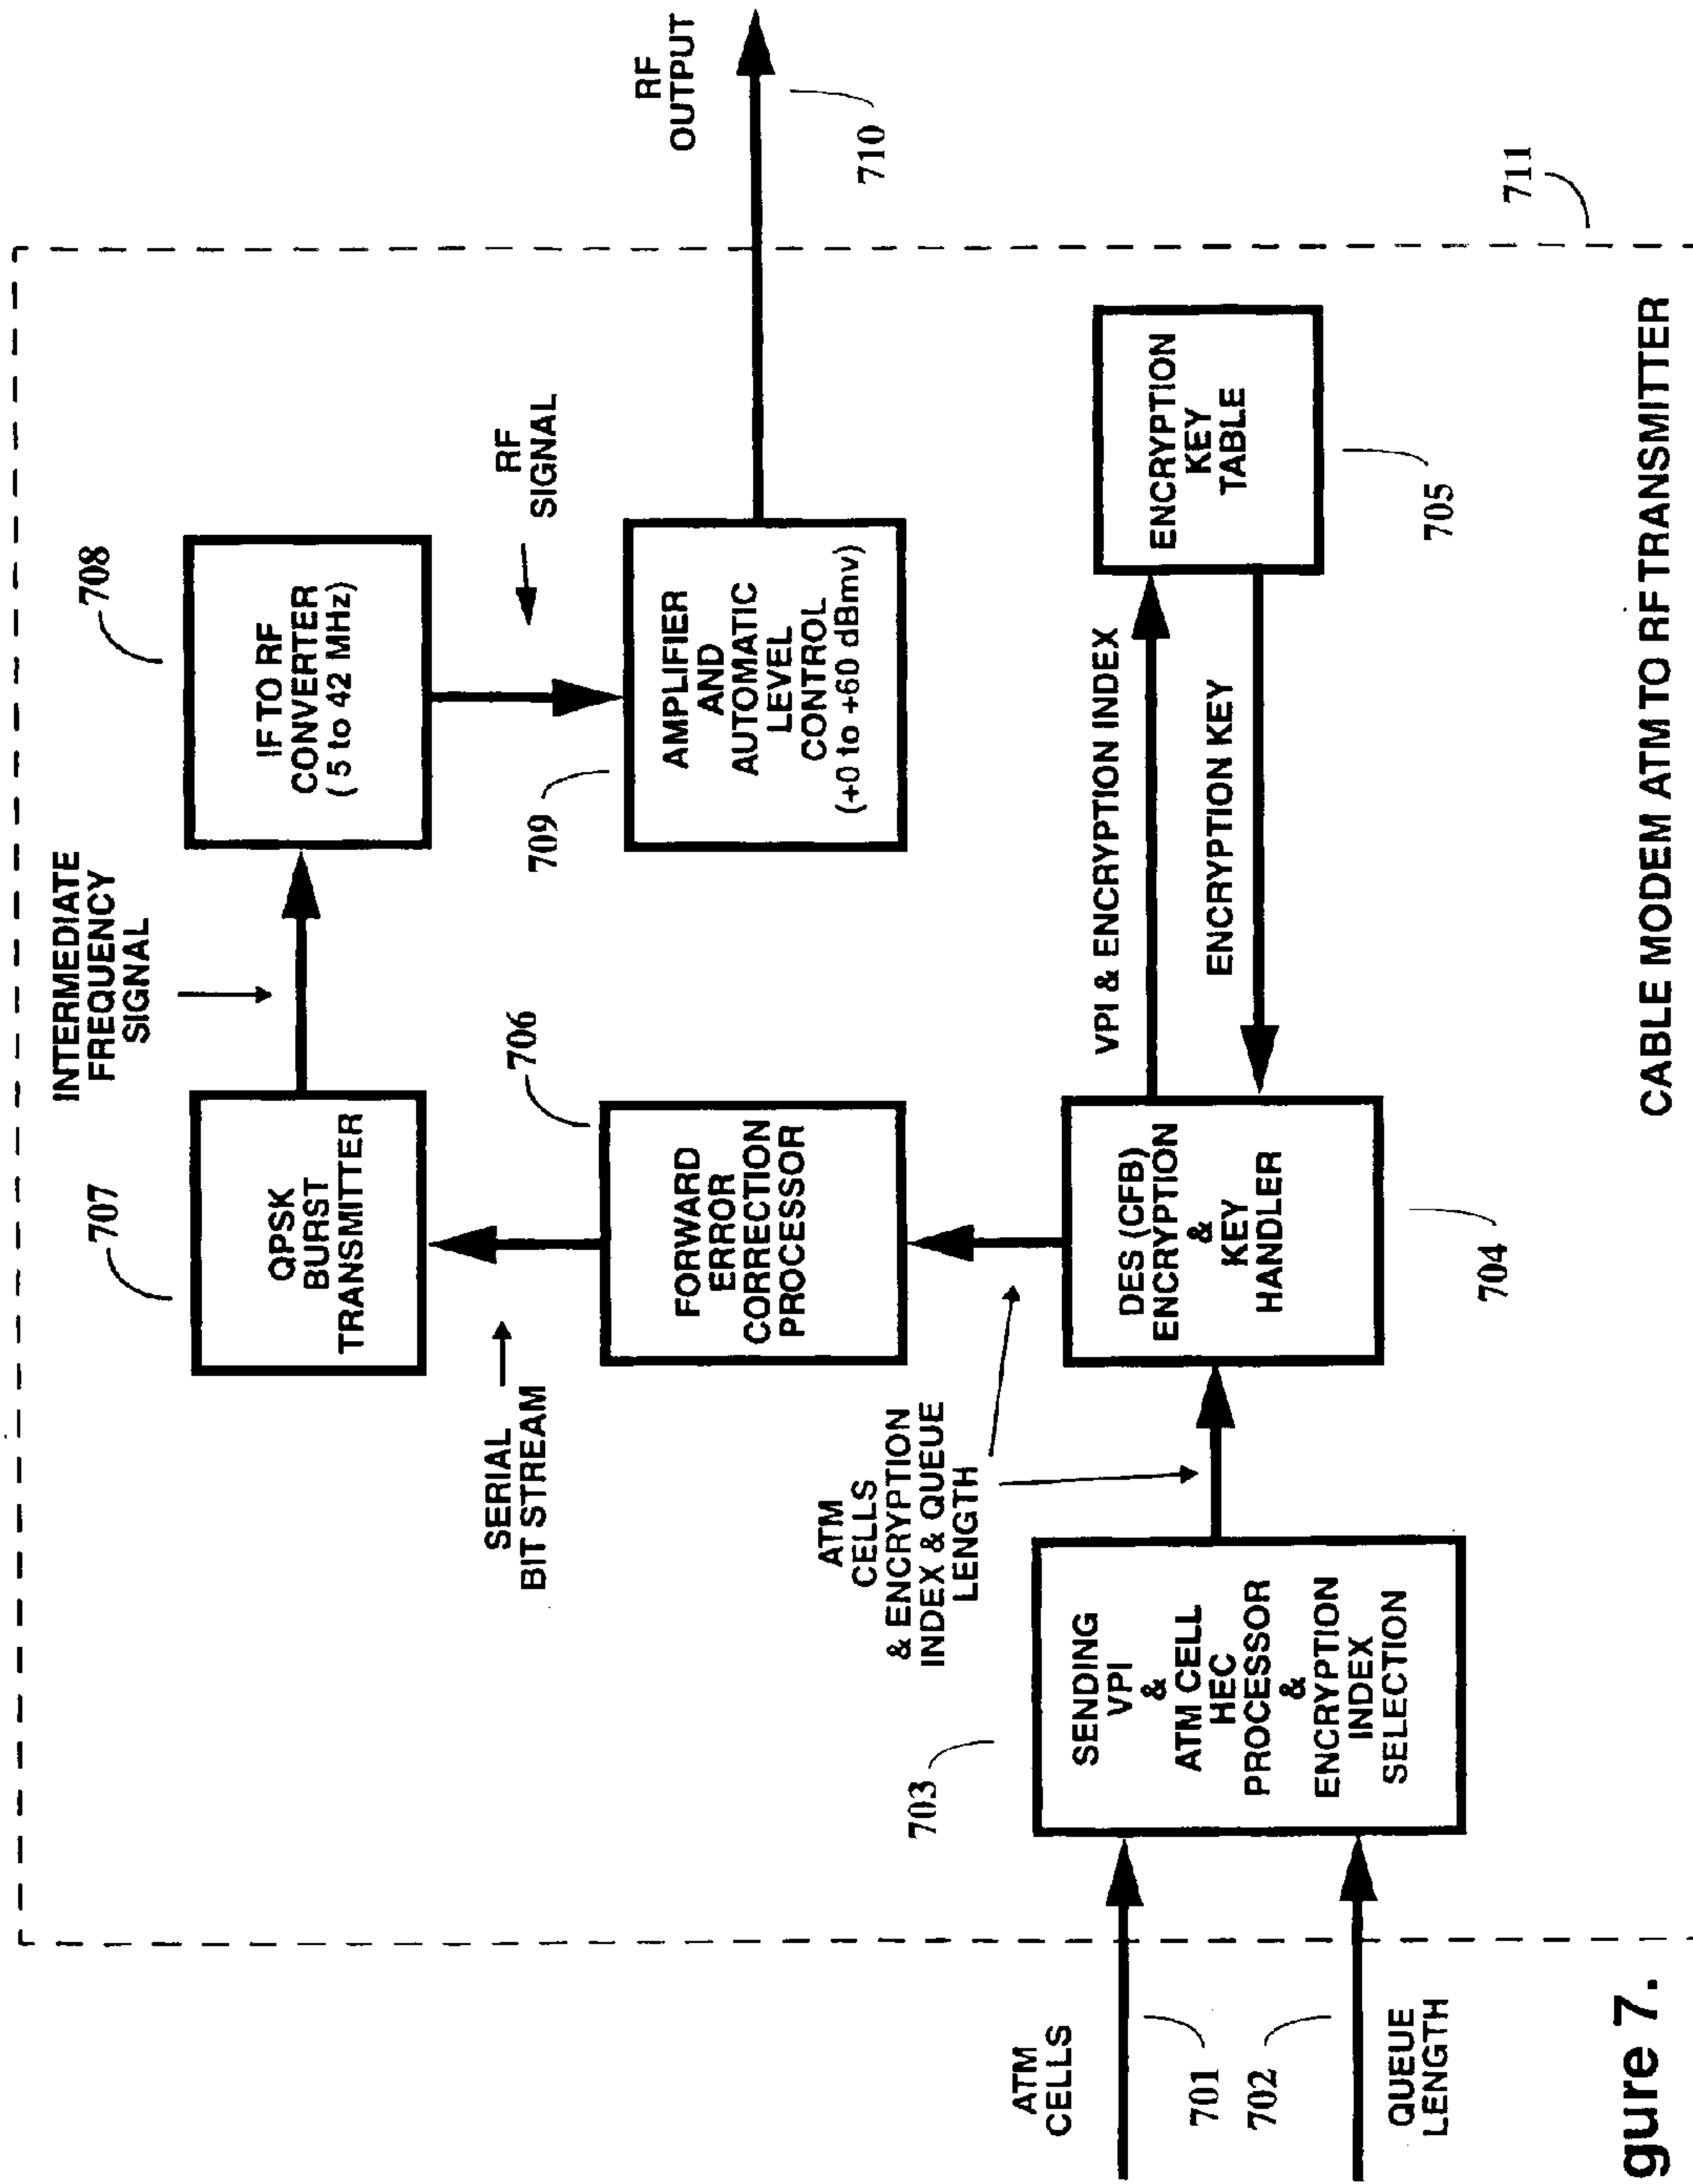 INTERMEDIATE
FREQUENCY
SIGNAL
707
QPSK
BURST
TRANSMITTER
708
IF TO RF
CONVERTER
( 5 to 42 MHz)
SERIAL
BIT STREAM
706
FORWARD
ERROR
CORRECTION
PROCESSOR
RF
SIGNAL
709
AMPLIFIER
AND
AUTOMATIC
LEVEL
CONTROL
(+0 to +60 dBmv)
RF
OUTPUT
710
ATM
CELLS
& ENCRYPTION
INDEX & QUEUE
LENGTH
ATM
CELLS
701
702
QUEUE
LENGTH
703
SENDING
VPI
&
ATM CELL
HEC
PROCESSOR
&
ENCRYPTION
INDEX
SELECTION
DES (CFB)
ENCRYPTION
&
KEY
HANDLER
704
VPI & ENCRYPTION INDEX
ENCRYPTION KEY
ENCRYPTION
KEY
TABLE
705
711
CABLE MODEM ATM TO RF TRANSMITTER
gure 7.